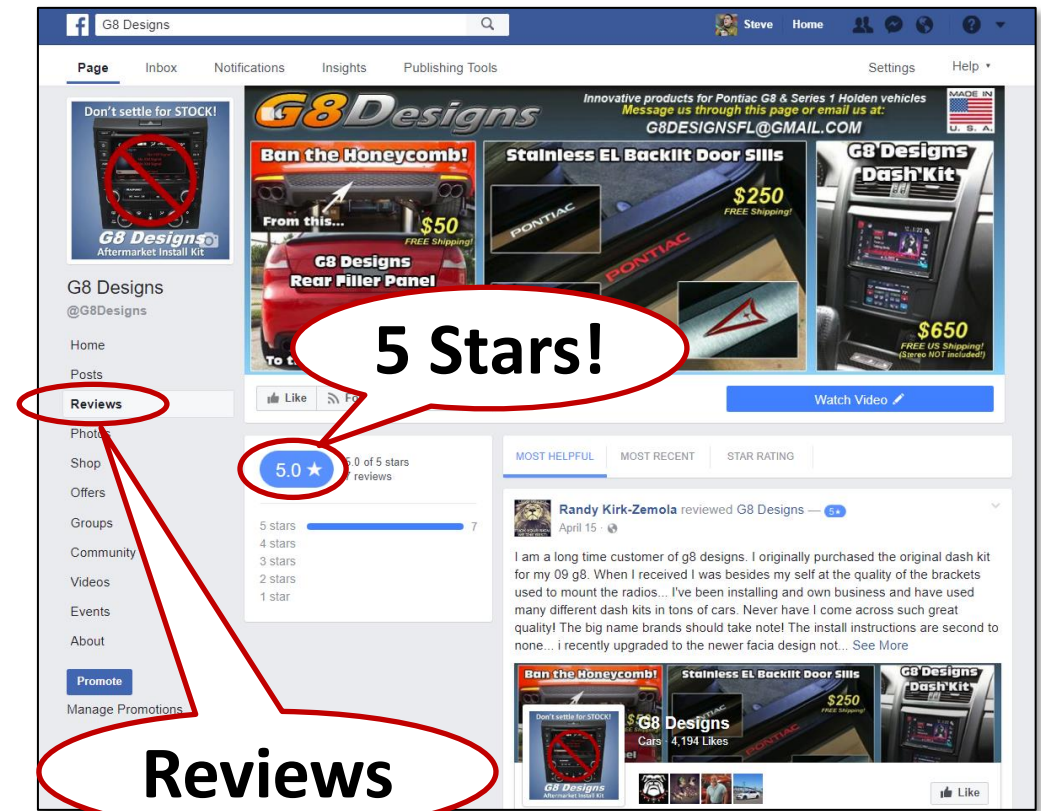 G8 Designs
Steve Home
Page Inbox Notifications Insights Publishing Tools Settings Help
Don't settle for STOCK!
G8 Designs
Aftermarket Install Kit
G8 Designs
@G8Designs
Home
Posts
Reviews
Photos
Shop
Offers
Groups
Community
Videos
Events
About
Promote
Manage Promotions
G8Designs
Innovative products for Pontiac G8 & Series 1 Holden vehicles
Message us through this page or email us at:
G8DESIGNSFL@GMAIL.COM
MADE IN
U. S. A.
Ban the Honeycomb!
From this...
$50
FREE Shipping!
G8 Designs
Rear Filler Panel
Stainless EL Backlit Door Sills
$250
FREE Shipping!
PONTIAC
PONTIAC
G8 Designs
Dash Kit
$650
FREE US Shipping!
(Stereo NOT included!)
5 Stars!
Like
Watch Video
5.0 ★
5.0 of 5 stars
7 reviews
5 stars 7
4 stars
3 stars
2 stars
1 star
MOST HELPFUL MOST RECENT STAR RATING
Randy Kirk-Zemola reviewed G8 Designs — 5★
April 15 ·
I am a long time customer of g8 designs. I originally purchased the original dash kit
for my 09 g8. When I received I was besides my self at the quality of the brackets
used to mount the radios... I've been installing and own business and have used
many different dash kits in tons of cars. Never have I come across such great
quality! The big name brands should take note! The install instructions are second to
none... i recently upgraded to the newer facia design not... See More
Ban the Honeycomb!
Stainless EL Backlit Door Sills
$250
G8 Designs
Dash Kit
Don't settle for STOCK!
G8 Designs
Aftermarket Install Kit
G8 Designs
Cars · 4,194 Likes
Like
Reviews